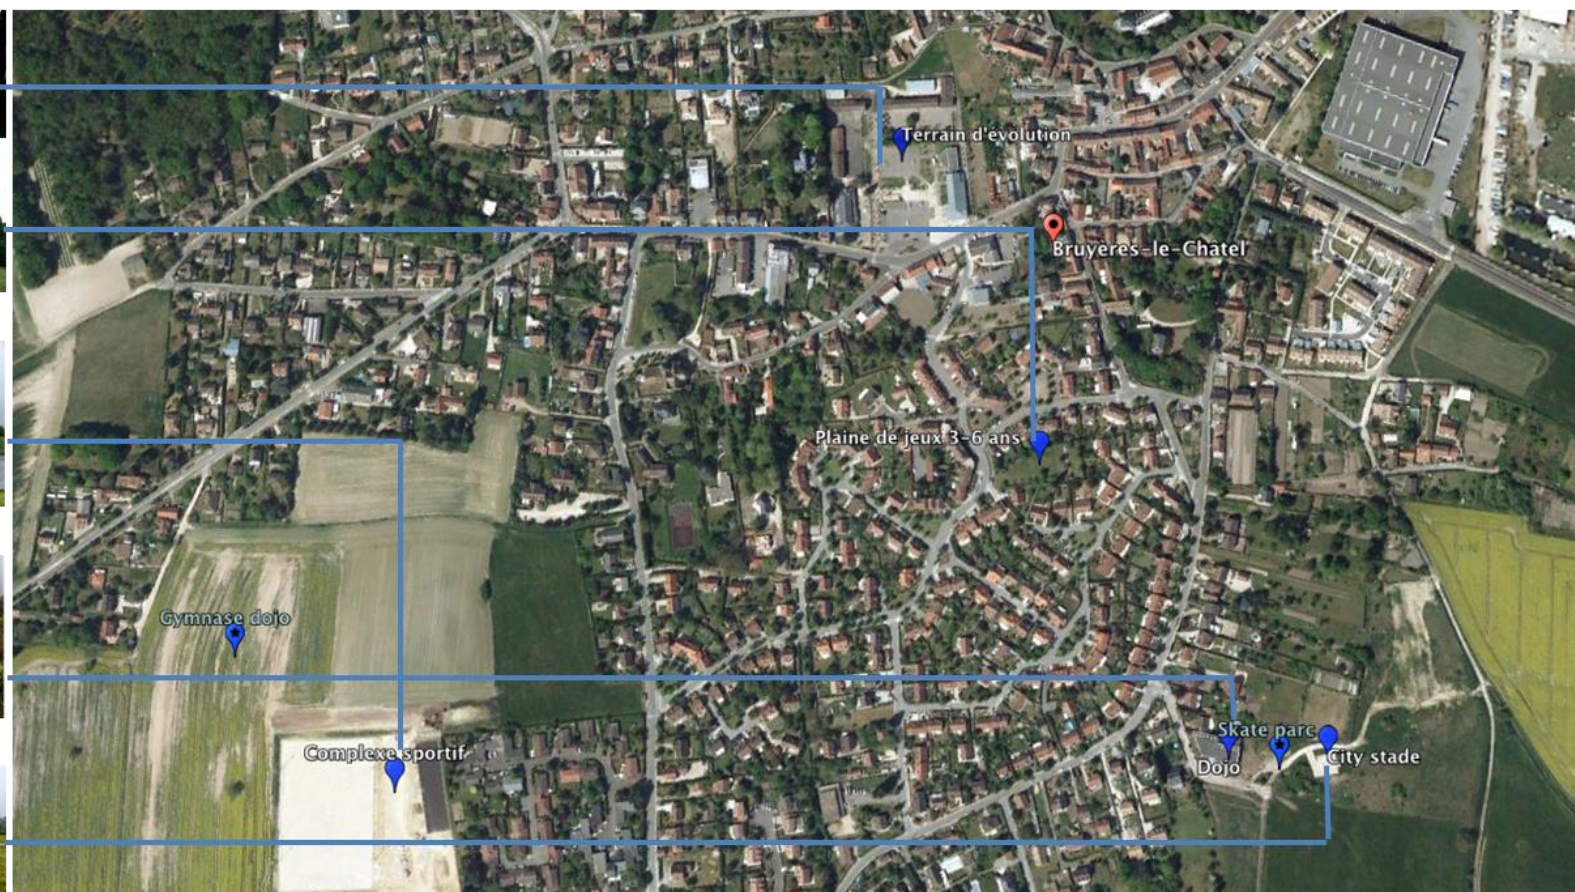 Terrain d'évolution
Bruyères-le-Châtel
Plaine de jeux 3-6 ans
Gymnase dojo
Skate parc
Complexe sportif
City stade
Dojo